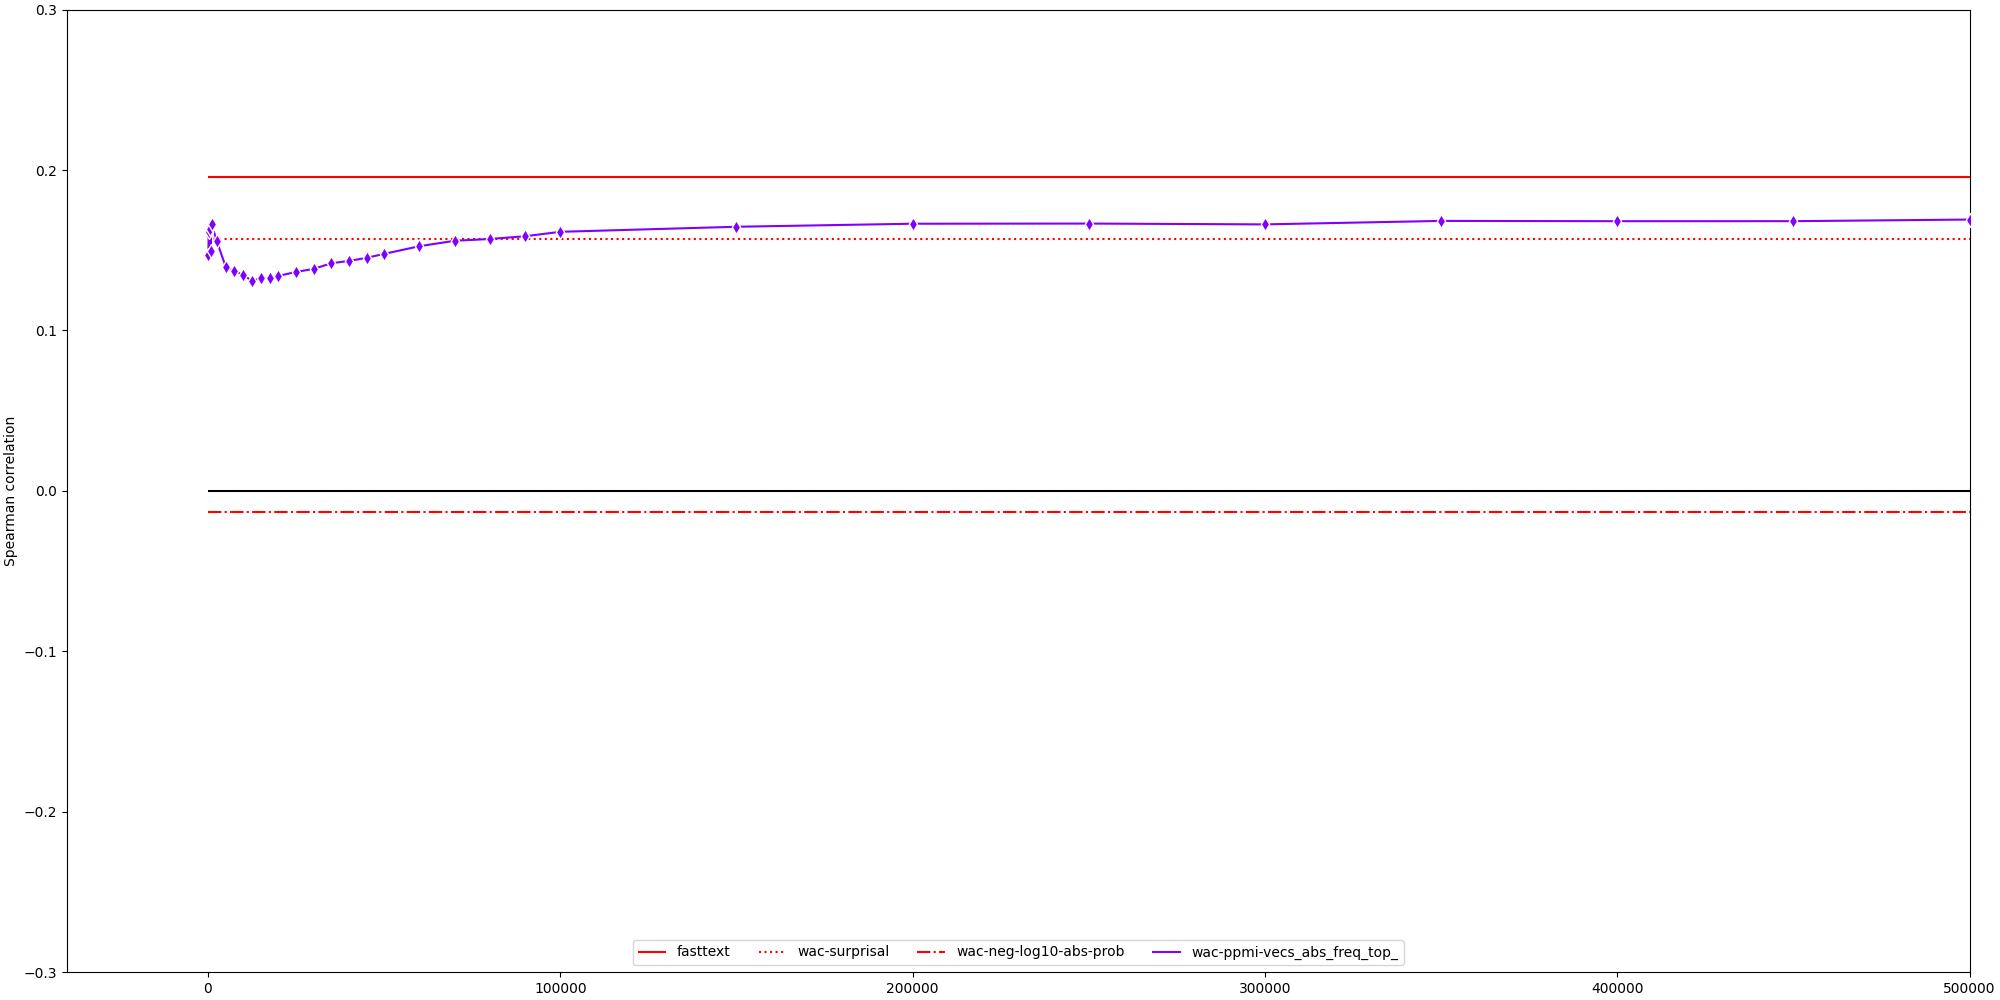 0.3
0.2
0.1
0.0
−0.1
−0.2
−0.3
Spearman correlation
0 100000 200000 300000 400000 500000
fasttext wac-surprisal wac-neg-log10-abs-prob wac-ppmi-vecs_abs_freq_top_